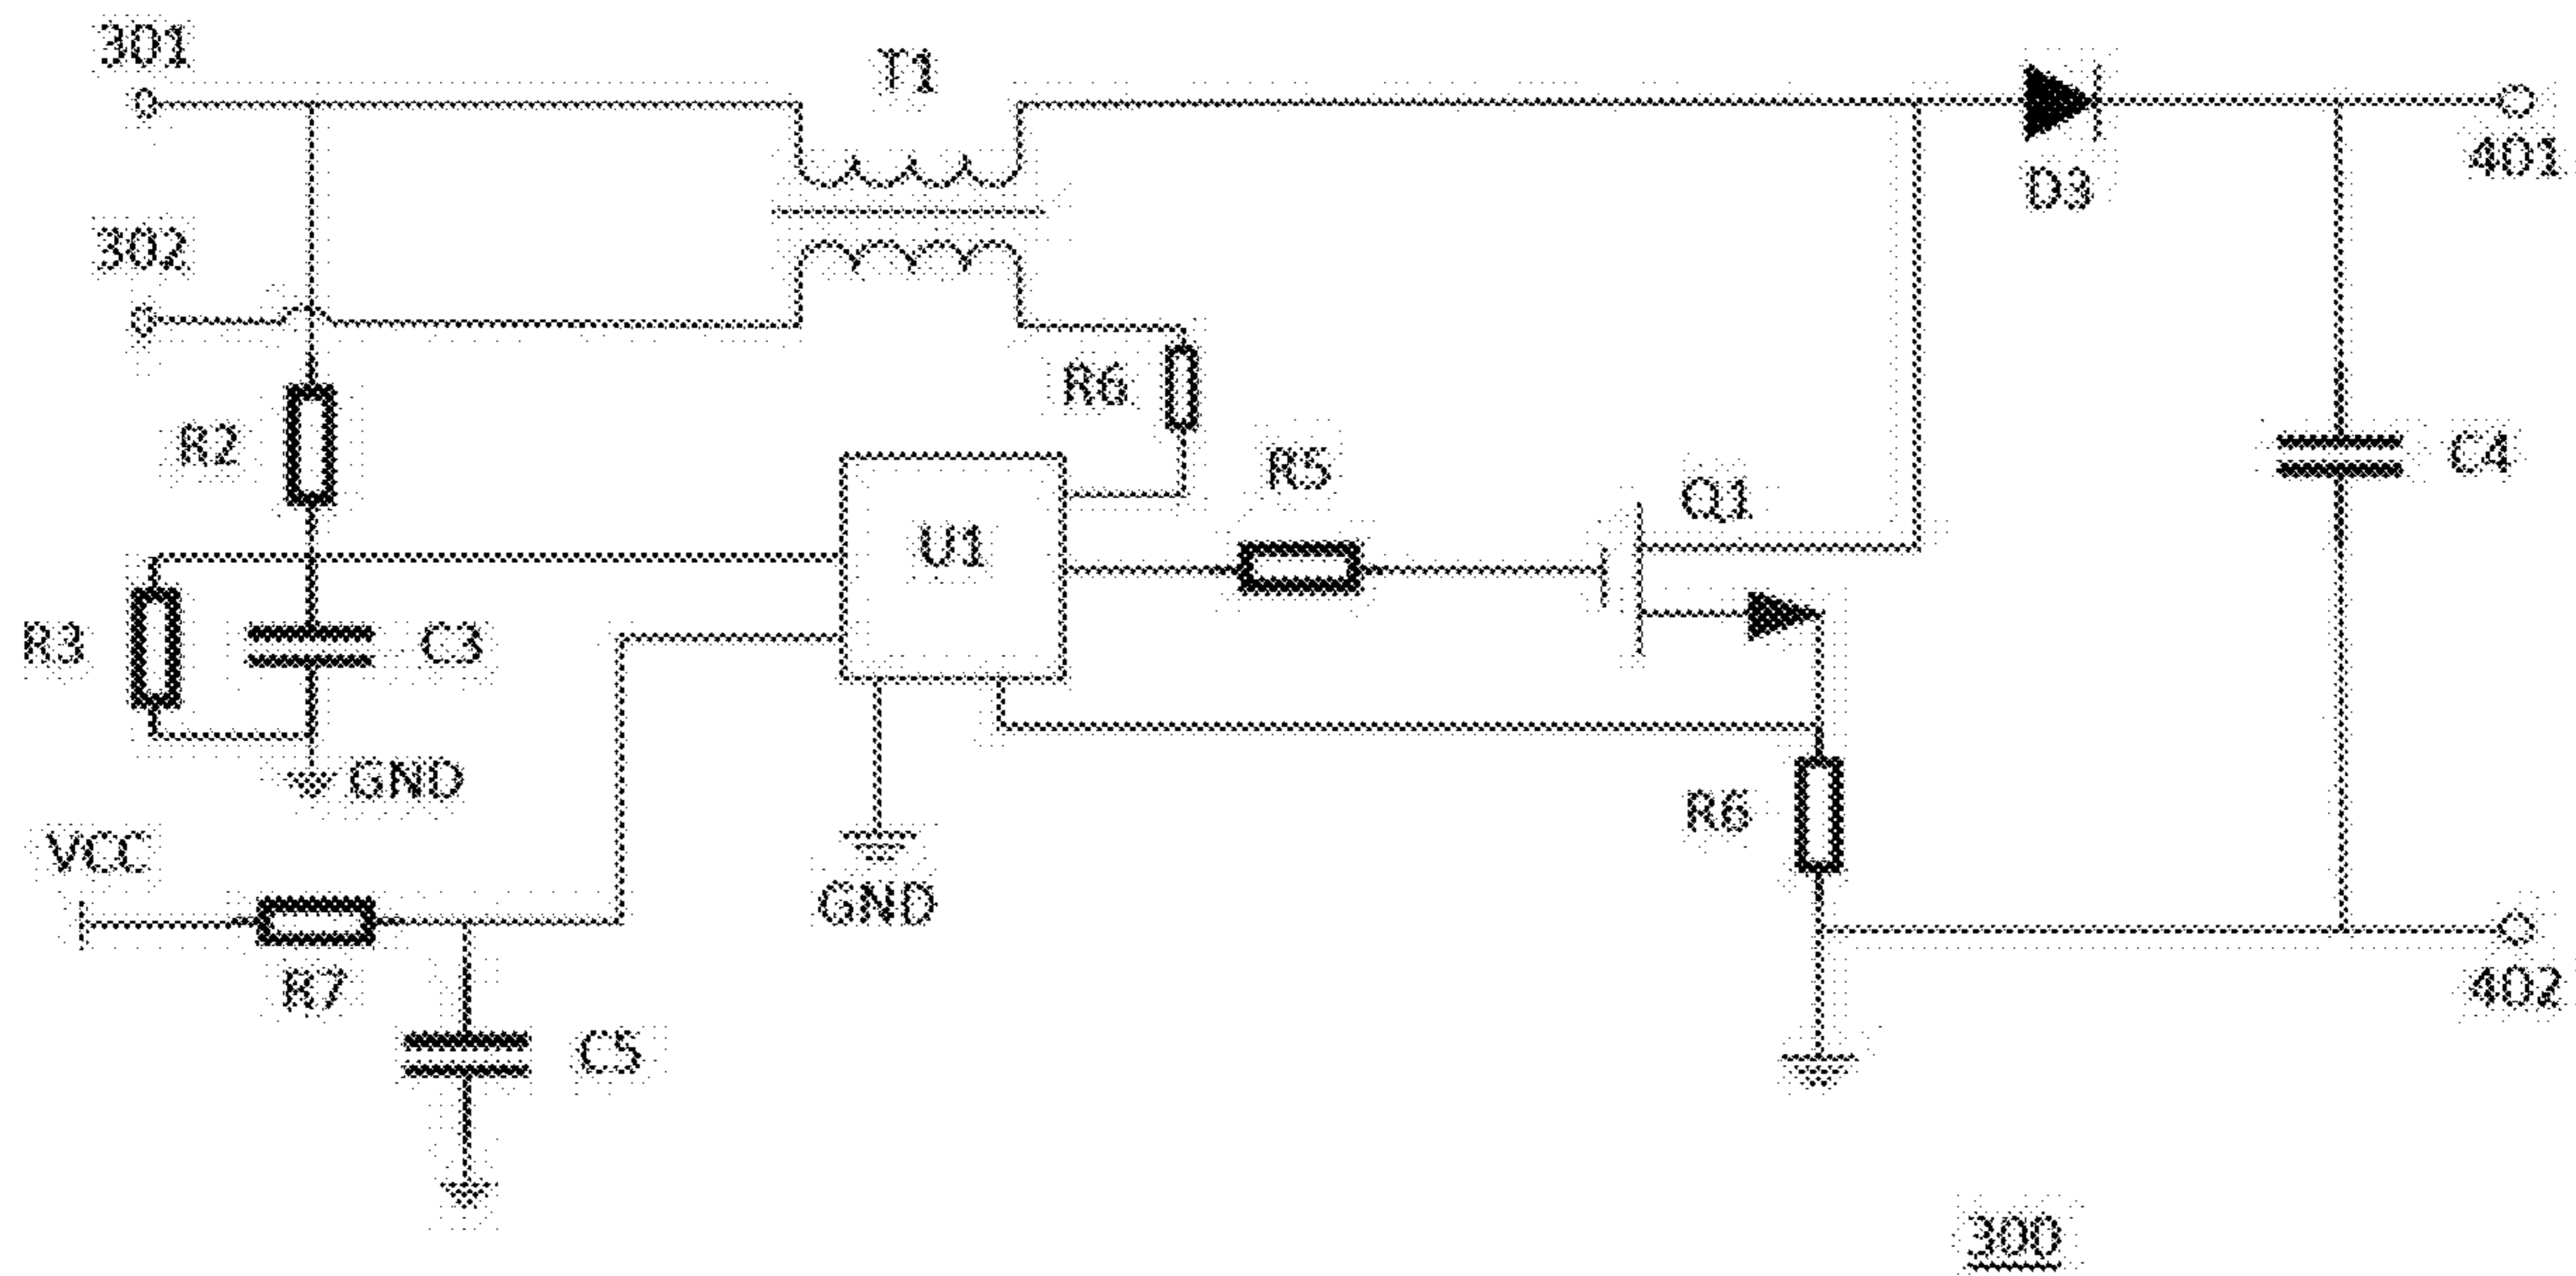 301
T1
401
D3
302
R6
R2
R5
Q1
C4
U1
R3
C3
GND
R6
VCC
GND
R7
402
C5
300